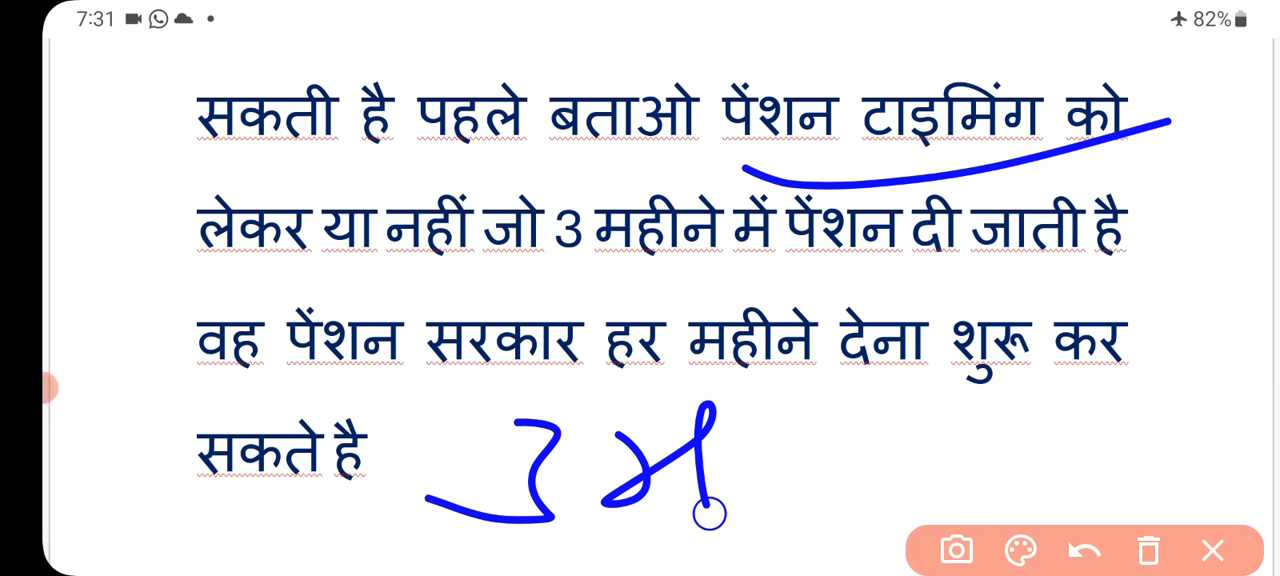 7:31 82%
सकती है पहले बताओ पेंशन टाइमिंग को
लेकर या नहीं जो 3 महीने में पेंशन दी जाती है
वह पेंशन सरकार हर महीने देना शुरू कर
सकते है 3 म